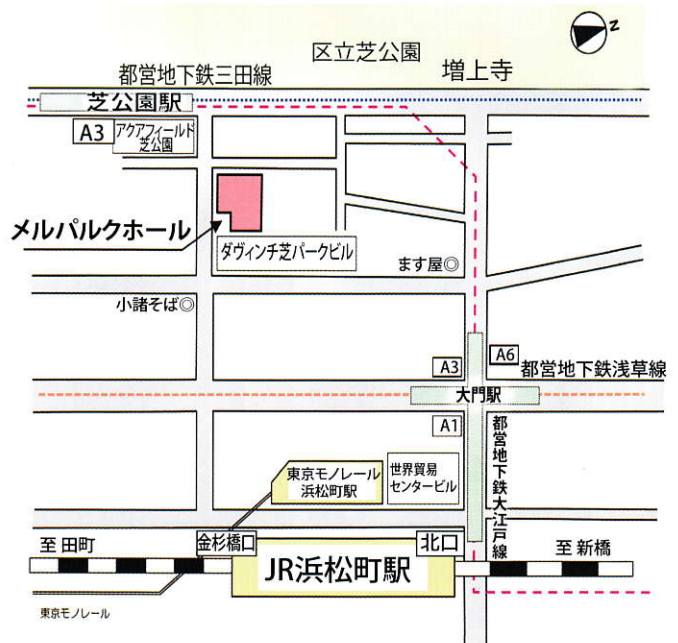 Z
区立芝公園
都営地下鉄三田線
増上寺
芝公園駅
A3
アクアフィールド
芝公園
メルパルクホール
ダヴィンチ芝パークビル
ます屋◎
小諸そば◎
A3
A6
都営地下鉄浅草線
大門駅
A1
都営地下鉄大江戸線
東京モノレール
浜松町駅
世界貿易
センタービル
至 田町
金杉橋口
北口
至 新橋
JR浜松町駅
東京モノレール